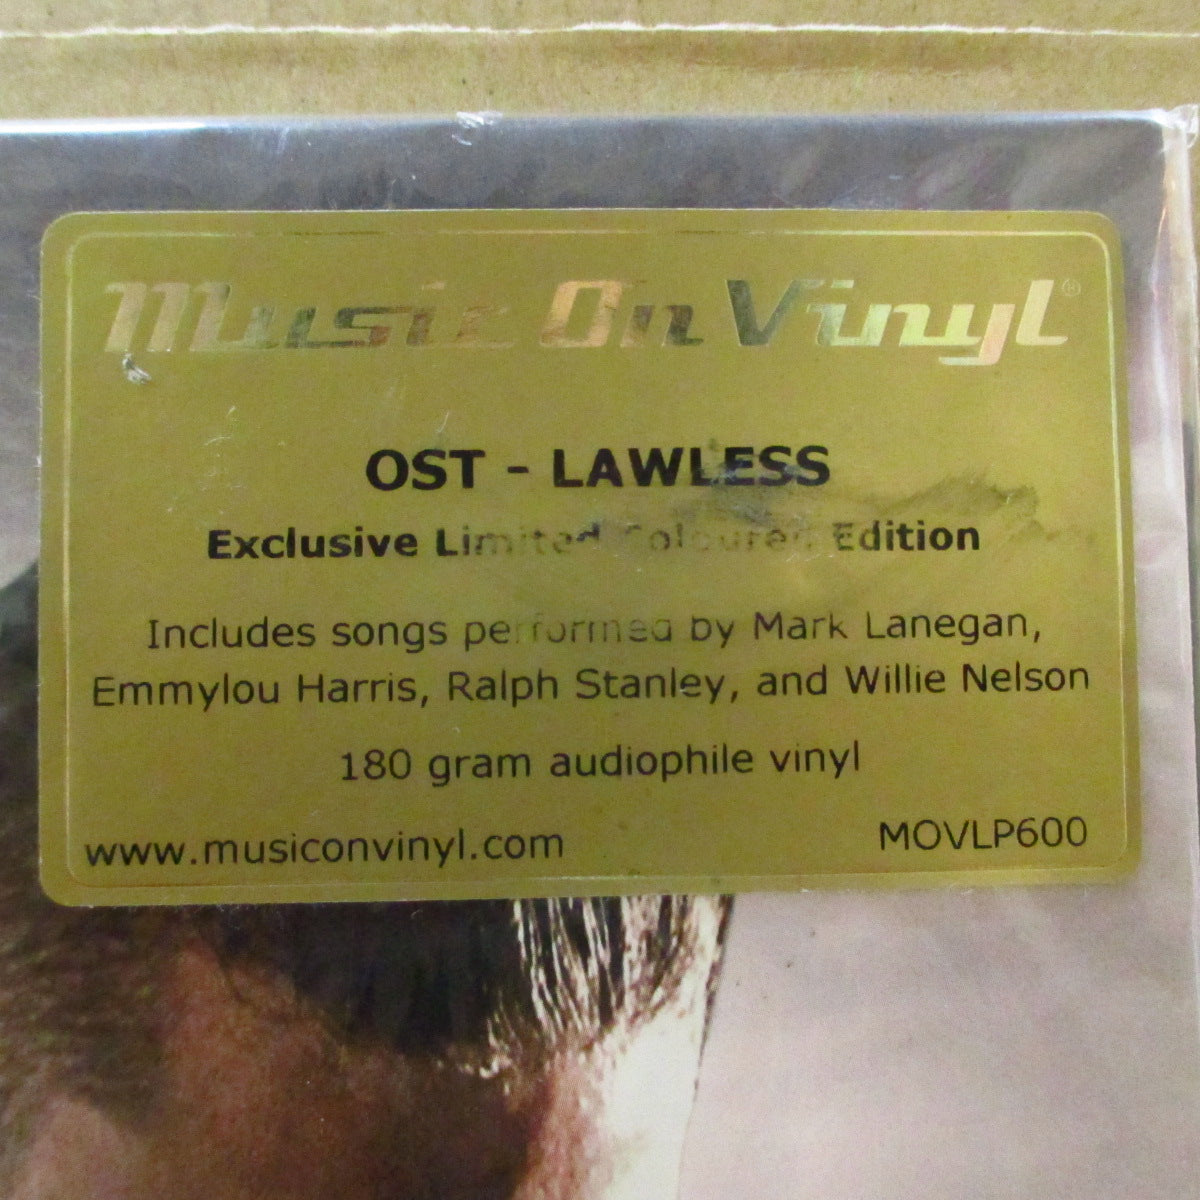 Music On Vinyl®
OST - LAWLESS
Exclusive Limited Coloured Edition
Includes songs performed by Mark Lanegan,
Emmylou Harris, Ralph Stanley, and Willie Nelson
180 gram audiophile vinyl
www.musiconvinyl.com
MOVLP600